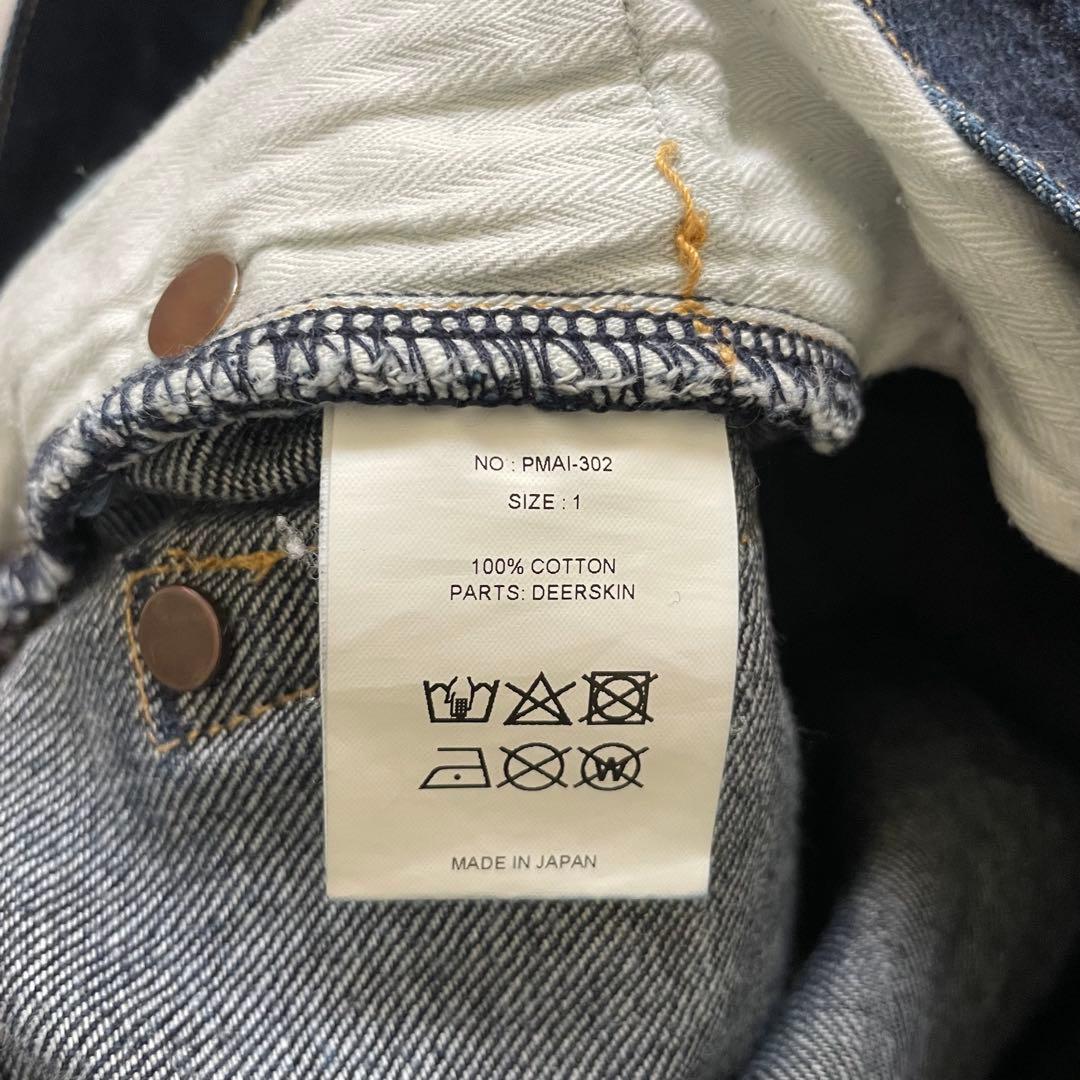 NO : PMAI-302
SIZE : 1
100% COTTON
PARTS: DEERSKIN
W
MADE IN JAPAN